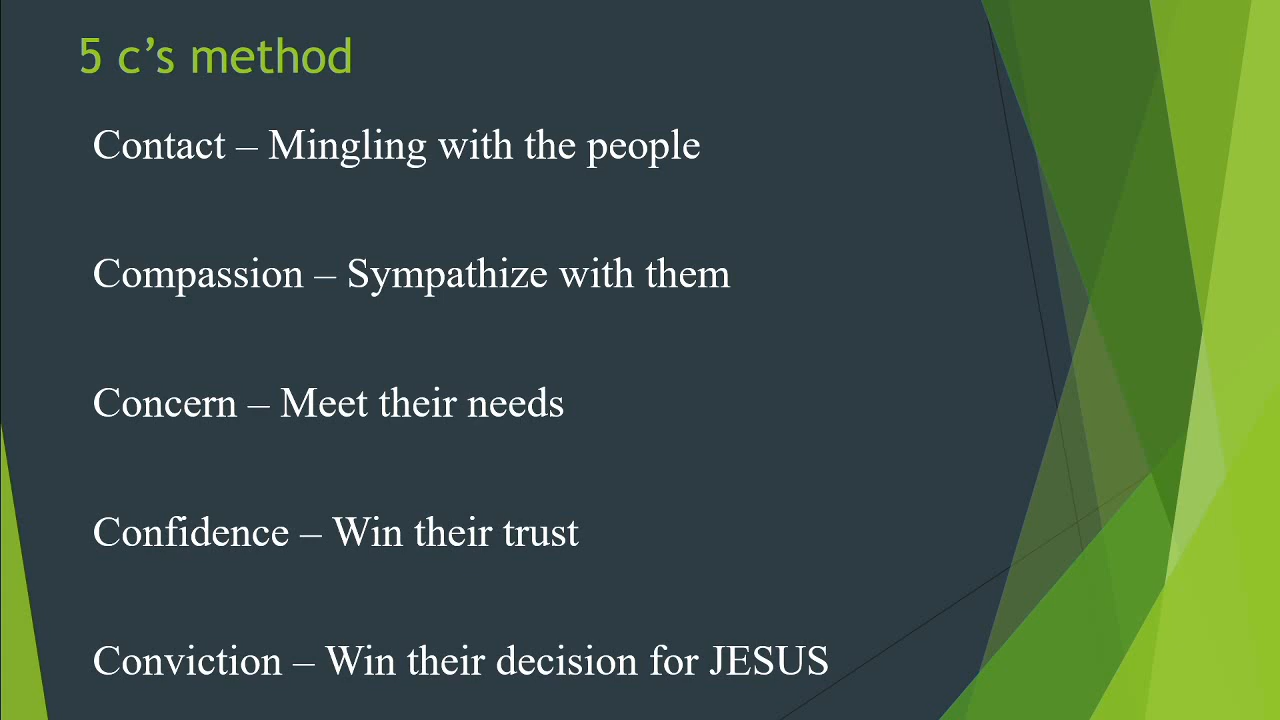 5 c’s method
Contact – Mingling with the people
Compassion – Sympathize with them
Concern – Meet their needs
Confidence – Win their trust
Conviction – Win their decision for JESUS